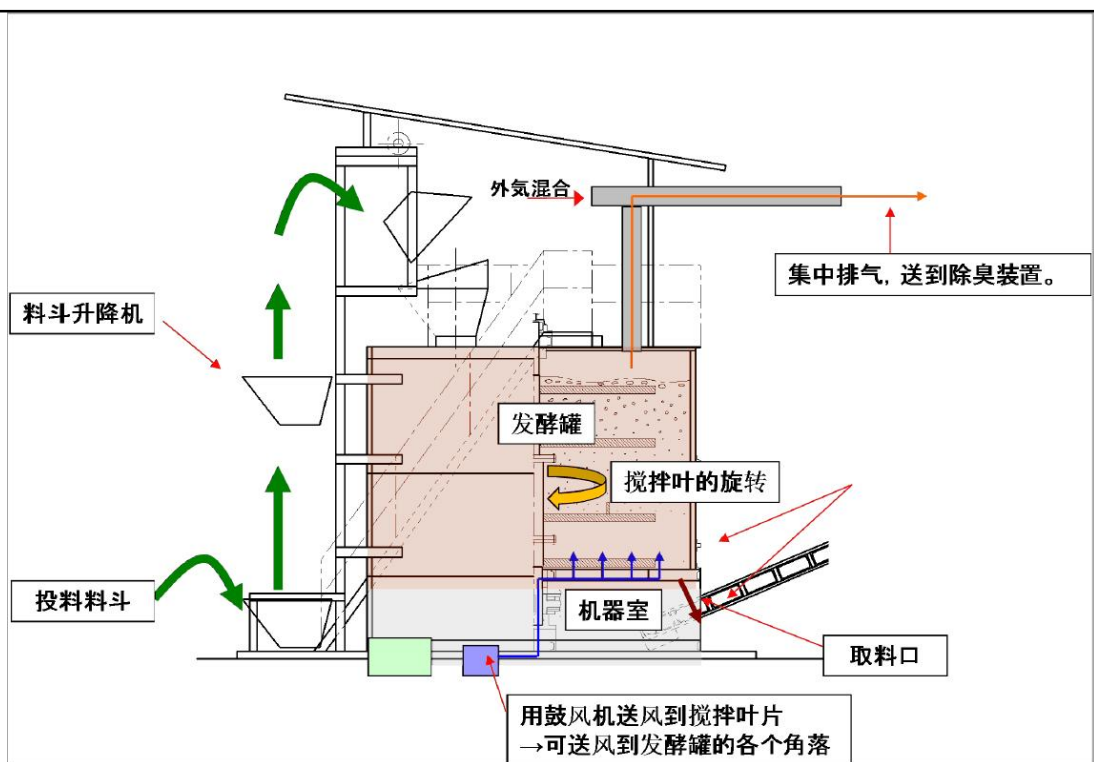 外気混合
集中排气, 送到除臭装置。
料斗升降机
发酵罐
搅拌叶的旋转
投料料斗
机器室
取料口
用鼓风机送风到搅拌叶片
→可送风到发酵罐的各个角落